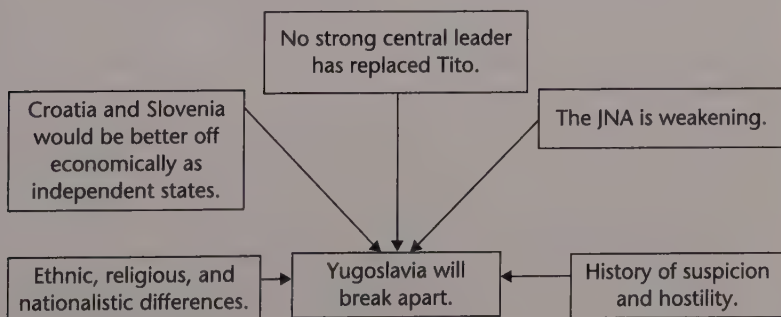 No strong central leader
has replaced Tito.
Croatia and Slovenia
would be better off
economically as
independent states.
The JNA is weakening.
Ethnic, religious, and
nationalistic differences.
Yugoslavia will
break apart.
History of suspicion
and hostility.